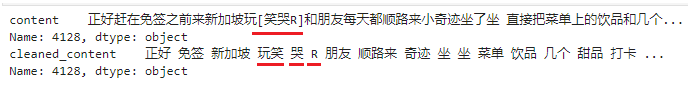 content    正好赶在免签之前来新加坡玩[笑哭R]和朋友每天都顺路来小奇迹坐了坐 直接把菜单上的饮品和几个...
Name: 4128, dtype: object
cleaned_content    正好 免签 新加坡 玩笑 哭 R 朋友 顺路来 奇迹 坐 坐 菜单 饮品 几个 甜品 打卡 ...
Name: 4128, dtype: object